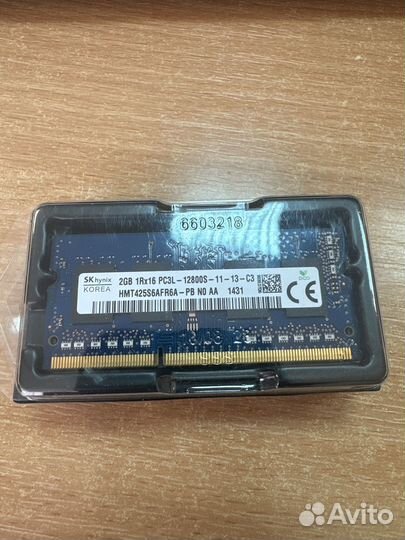 6603218
SK hynix
KOREA
2GB 1Rx16 PC3L-12800S-11-13-C3
HMT425S6AFR6A-PB N0 AA 1431
CE
Avito